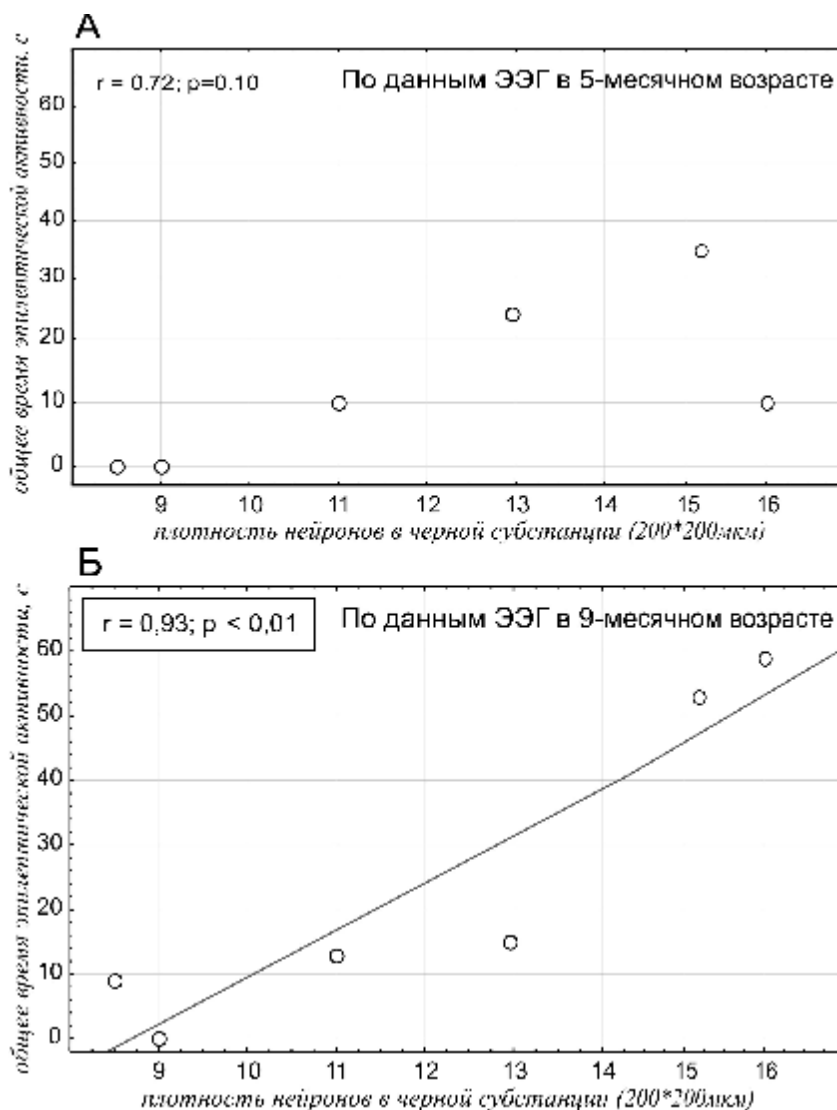 А
r = 0.72; p=0.10
По данным ЭЭГ в 5-месячном возрасте
общее время эпилептической активности, с
60
50
40
30
20
10
0
9 10 11 12 13 14 15 16
плотность нейронов в черной субстанции (200*200мкм)
Б
r = 0,93; p < 0,01
По данным ЭЭГ в 9-месячном возрасте
общее время эпилептической активности, с
60
50
40
30
20
10
0
9 10 11 12 13 14 15 16
плотность нейронов в черной субстанции (200*200мкм)